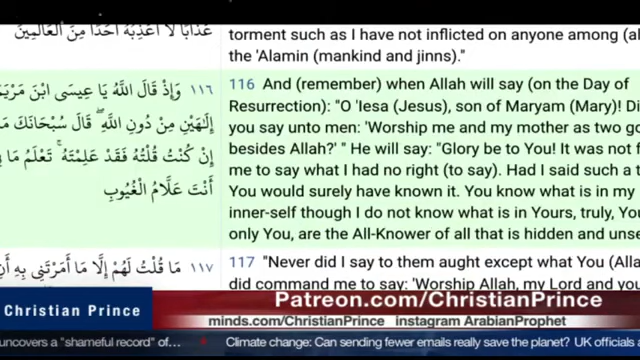 عَذَابًا لَا أُعَذِّبُهُ أَحَدًا مِنَ الْعَالَمِينَ
torment such as I have not inflicted on anyone among (al
the 'Alamin (mankind and jinns)."
١١٦ وَإِذْ قَالَ اللَّهُ يَا عِيسَى ابْنَ مَرْيَمَ
إِلَٰهَيْنِ مِنْ دُونِ اللَّهِ ۖ قَالَ سُبْحَانَكَ مَا
إِنْ كُنْتُ قُلْتُهُ فَقَدْ عَلِمْتَهُ ۚ تَعْلَمُ مَا
أَنْتَ عَلَّامُ الْغُيُوبِ
116 And (remember) when Allah will say (on the Day of
Resurrection): "O 'Iesa (Jesus), son of Maryam (Mary)! Di
you say unto men: 'Worship me and my mother as two go
besides Allah?' " He will say: "Glory be to You! It was not f
me to say what I had no right (to say). Had I said such a t
You would surely have known it. You know what is in my
inner-self though I do not know what is in Yours, truly, You
only You, are the All-Knower of all that is hidden and unse
١١٧ مَا قُلْتُ لَهُمْ إِلَّا مَا أَمَرْتَنِي بِهِ أَنِ
117 "Never did I say to them aught except what You (Alla
did command me to say: 'Worship Allah, my Lord and you
Christian Prince
Patreon.com/ChristianPrince
minds.com/ChristianPrince instagram ArabianProphet
uncovers a "shameful record" of...
Climate change: Can sending fewer emails really save the planet? UK officials a